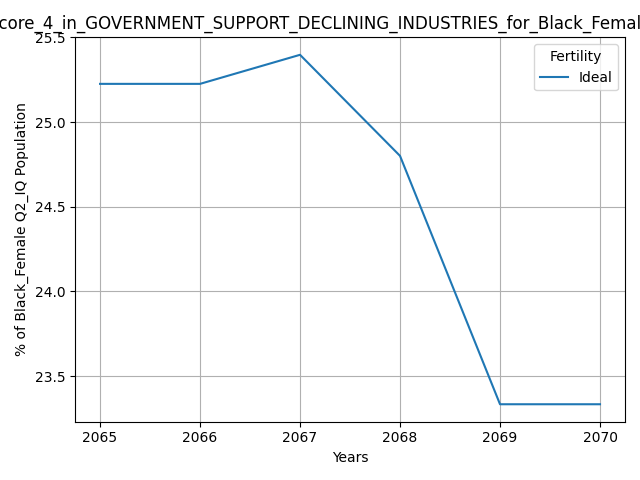 core_4_in_GOVERNMENT_SUPPORT_DECLINING_INDUSTRIES_for_Black_Femal
Fertility
Ideal
% of Black_Female Q2_IQ Population
25.5
25.0
24.5
24.0
23.5
2065 2066 2067 2068 2069 2070
Years